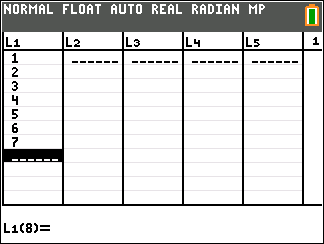 NORMAL FLOAT AUTO REAL RADIAN MP
L1 L2 L3 L4 L5 1
1 ------ ------ ------ ------
2
3
4
5
6
7
------
L1(8)=